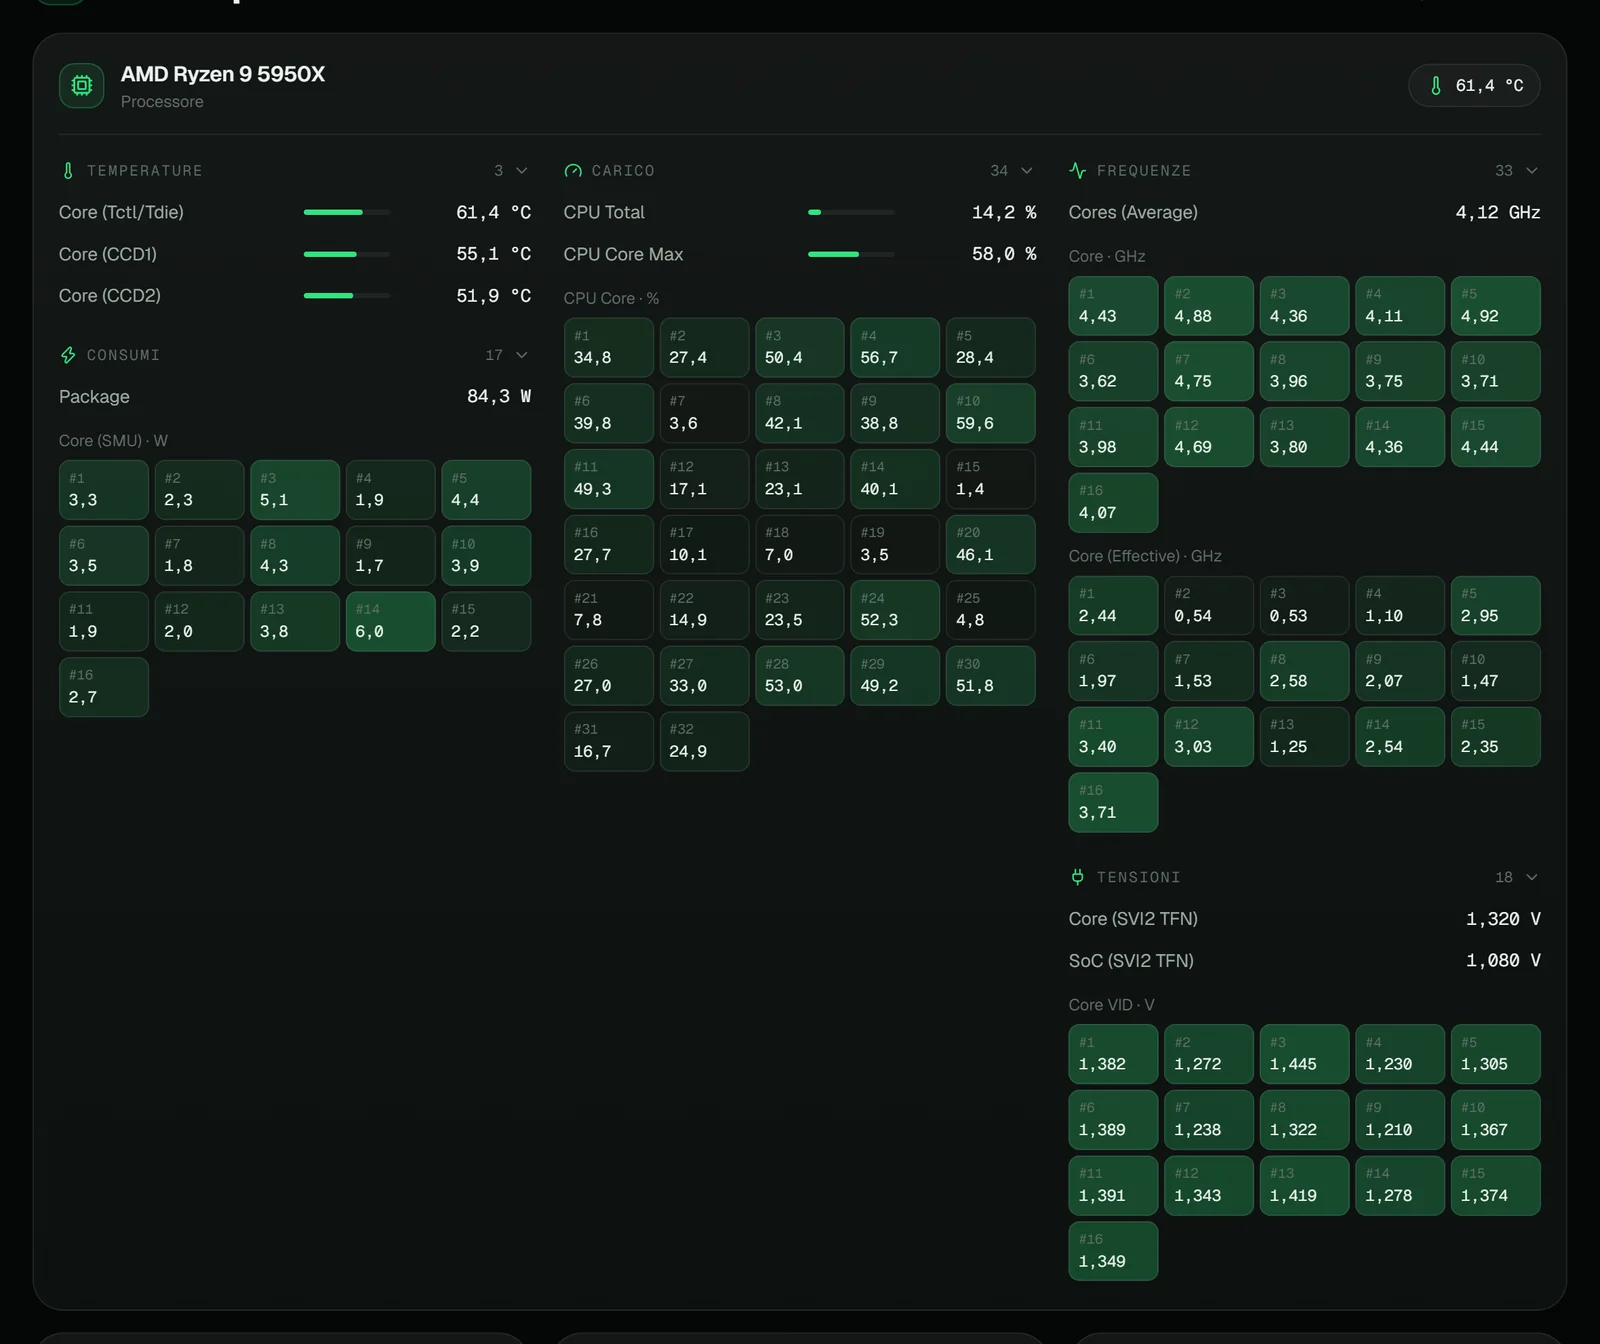 AMD Ryzen 9 5950X
Processore
61,4 °C
TEMPERATURE 3
Core (Tctl/Tdie) 61,4 °C
Core (CCD1) 55,1 °C
Core (CCD2) 51,9 °C
CONSUMI 17
Package 84,3 W
Core (SMU) · W
#1 #2 #3 #4 #5
3,3 2,3 5,1 1,9 4,4
#6 #7 #8 #9 #10
3,5 1,8 4,3 1,7 3,9
#11 #12 #13 #14 #15
1,9 2,0 3,8 6,0 2,2
#16
2,7
CARICO 34
CPU Total 14,2 %
CPU Core Max 58,0 %
CPU Core · %
#1 #2 #3 #4 #5
34,8 27,4 50,4 56,7 28,4
#6 #7 #8 #9 #10
39,8 3,6 42,1 38,8 59,6
#11 #12 #13 #14 #15
49,3 17,1 23,1 40,1 1,4
#16 #17 #18 #19 #20
27,7 10,1 7,0 3,5 46,1
#21 #22 #23 #24 #25
7,8 14,9 23,5 52,3 4,8
#26 #27 #28 #29 #30
27,0 33,0 53,0 49,2 51,8
#31 #32
16,7 24,9
FREQUENZE 33
Cores (Average) 4,12 GHz
Core · GHz
#1 #2 #3 #4 #5
4,43 4,88 4,36 4,11 4,92
#6 #7 #8 #9 #10
3,62 4,75 3,96 3,75 3,71
#11 #12 #13 #14 #15
3,98 4,69 3,80 4,36 4,44
#16
4,07
Core (Effective) · GHz
#1 #2 #3 #4 #5
2,44 0,54 0,53 1,10 2,95
#6 #7 #8 #9 #10
1,97 1,53 2,58 2,07 1,47
#11 #12 #13 #14 #15
3,40 3,03 1,25 2,54 2,35
#16
3,71
TENSIONI 18
Core (SVI2 TFN) 1,320 V
SoC (SVI2 TFN) 1,080 V
Core VID · V
#1 #2 #3 #4 #5
1,382 1,272 1,445 1,230 1,305
#6 #7 #8 #9 #10
1,389 1,238 1,322 1,210 1,367
#11 #12 #13 #14 #15
1,391 1,343 1,419 1,278 1,374
#16
1,349